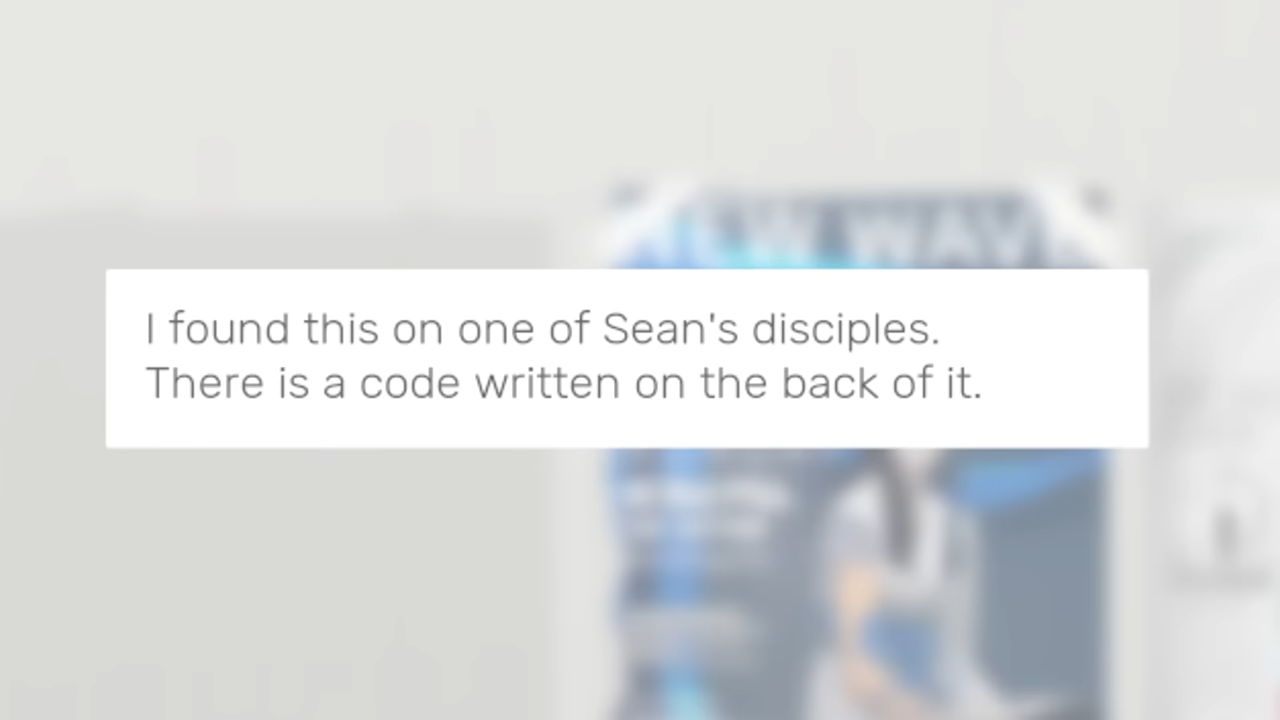 I found this on one of Sean's disciples.
There is a code written on the back of it.